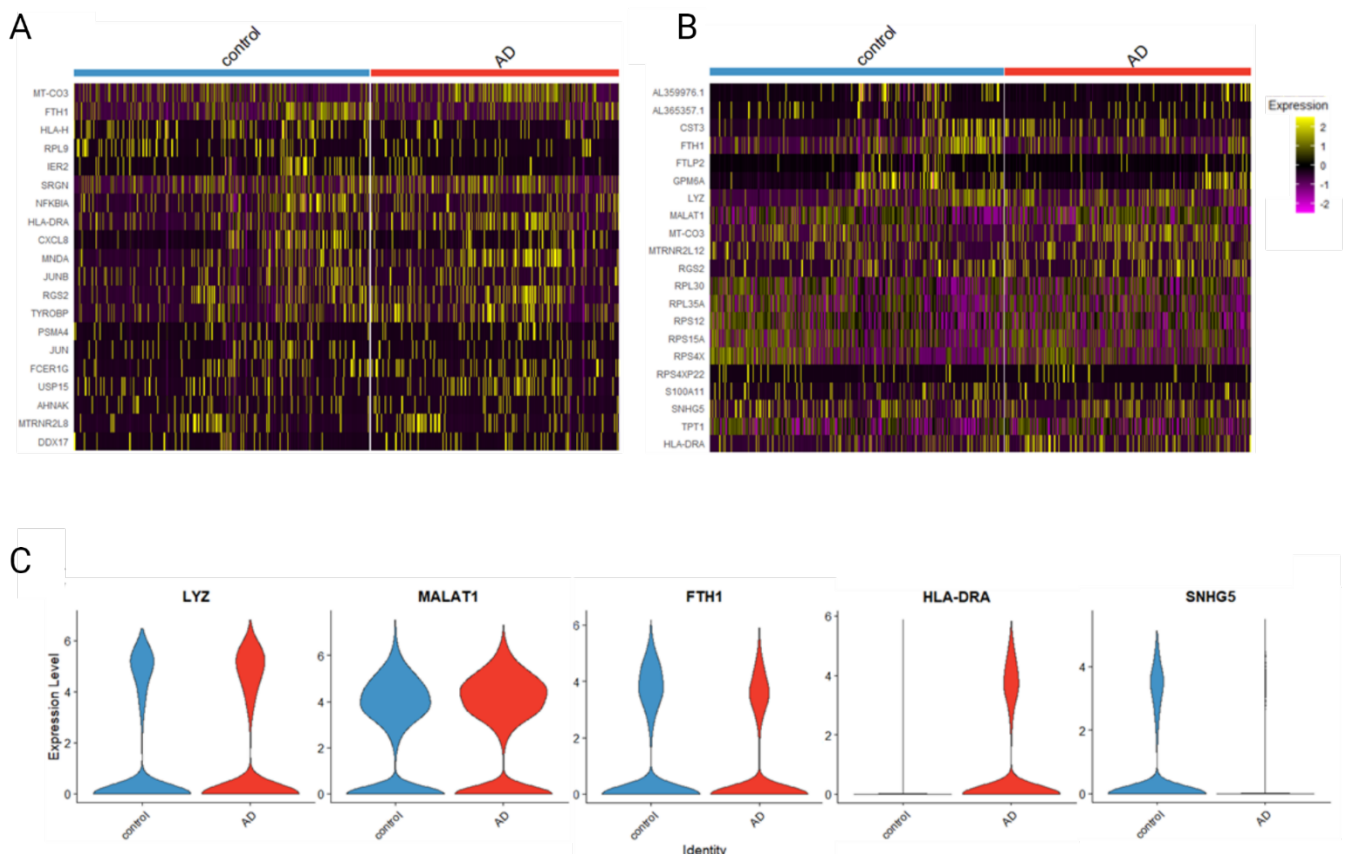 A
control
AD
MT-CO3
FTH1
HLA-H
RPL9
IER2
SRGN
NFKBIA
HLA-DRA
CXCL8
MNDA
JUNB
RGS2
TYROBP
PSMA4
JUN
FCER1G
USP15
AHNAK
MTRNR2L8
DDX17
B
control
AD
AL359976.1
AL365357.1
CST3
FTH1
FTLP2
GPM6A
LYZ
MALAT1
MT-CO3
MTRNR2L12
RGS2
RPL30
RPL35A
RPS12
RPS15A
RPS4X
RPS4XP22
S100A11
SNHG5
TPT1
HLA-DRA
Expression
2
1
0
-1
-2
C
Expression Level
LYZ
6
4
2
0
control
AD
MALAT1
6
4
2
0
control
AD
FTH1
6
4
2
0
control
AD
HLA-DRA
6
4
2
0
control
AD
SNHG5
4
2
0
control
AD
Identity